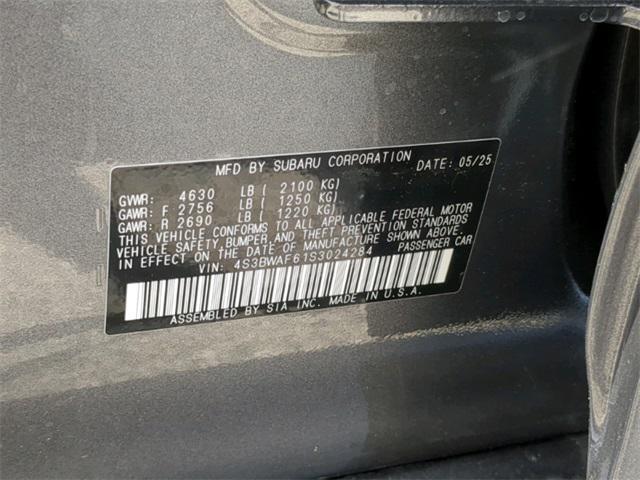 MFD BY SUBARU CORPORATION DATE: 05/25
GVWR: 4630 LB ( 2100 KG)
GAWR: F 2756 LB ( 1250 KG)
GAWR: R 2690 LB ( 1220 KG)
THIS VEHICLE CONFORMS TO ALL APPLICABLE FEDERAL MOTOR
VEHICLE SAFETY, BUMPER, AND THEFT PREVENTION STANDARDS
IN EFFECT ON THE DATE OF MANUFACTURE SHOWN ABOVE.
VIN: 4S3BWAF61S3024284 PASSENGER CAR
ASSEMBLED BY SIA INC. MADE IN U.S.A.